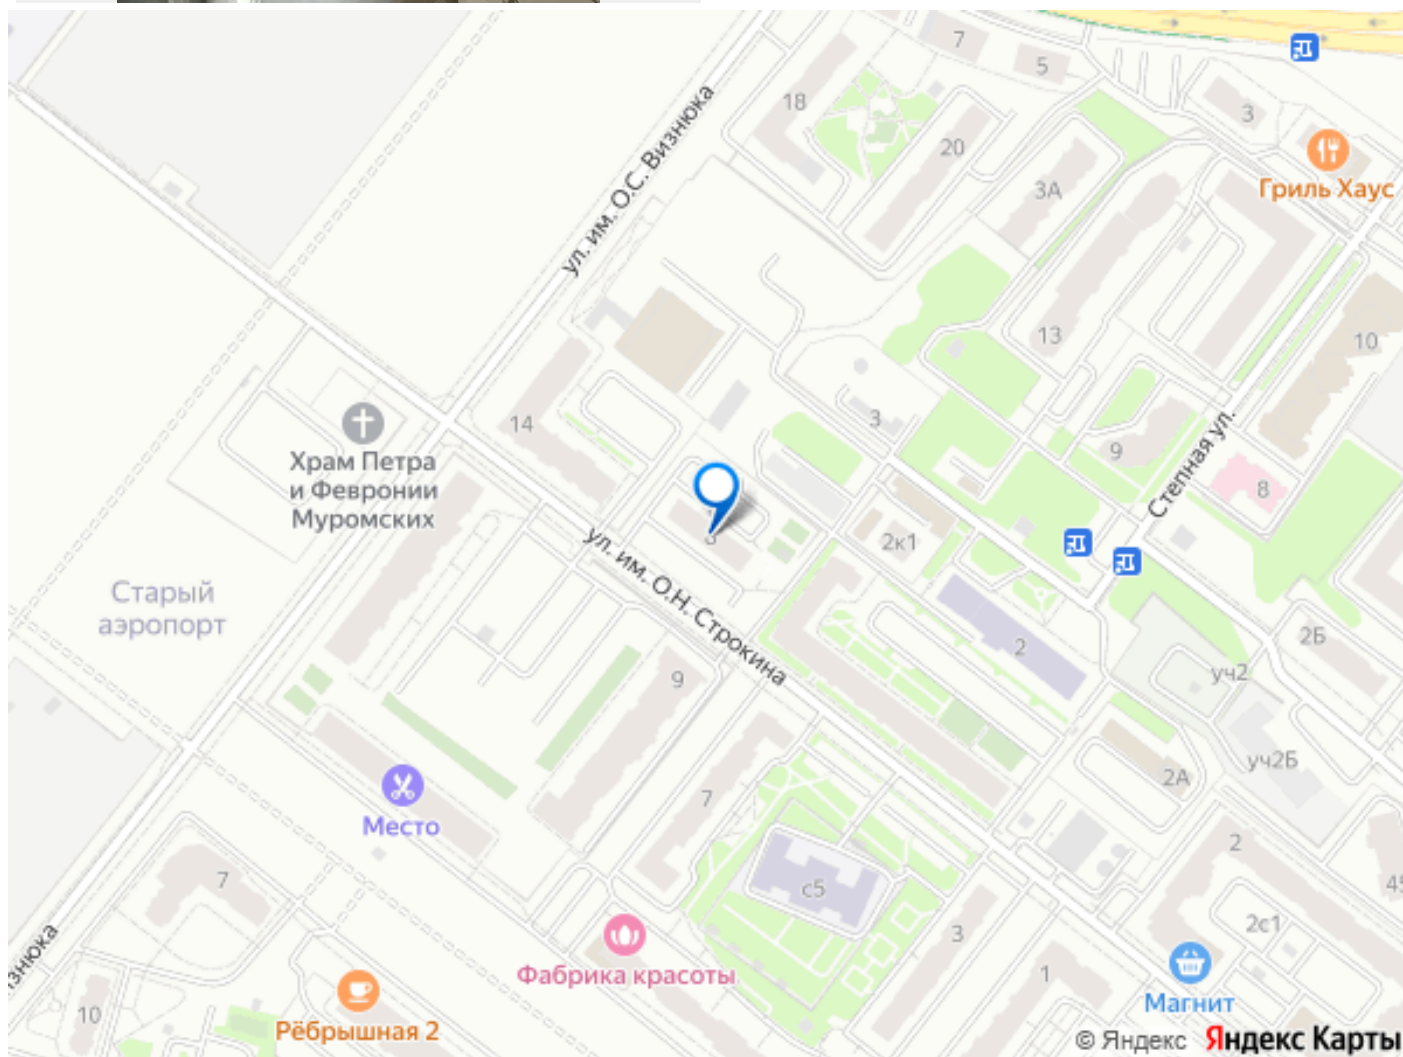 7
5
18
3
20
Гриль Хаус
3А
ул. им. О.С. Визнюка
13
10
14
3
Храм Петра
и Февронии
Муромских
9
Степная ул.
8
2к1
ул. им. О.Н. Строкина
Старый
аэропорт
2
2Б
уч2
9
уч2Б
2А
7
Место
2
7
с5
45
2с1
3
Фабрика красоты
1
Магнит
10
Рёбрышная 2
© Яндекс Яндекс Карты